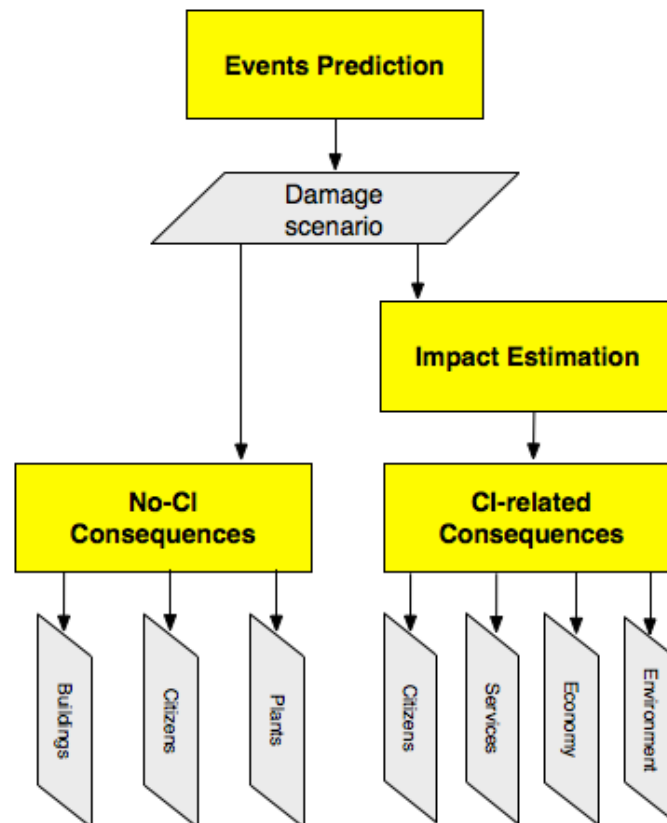 Events Prediction
Damage
scenario
Impact Estimation
No-CI
Consequences
CI-related
Consequences
Buildings
Citizens
Plants
Citizens
Services
Economy
Environment